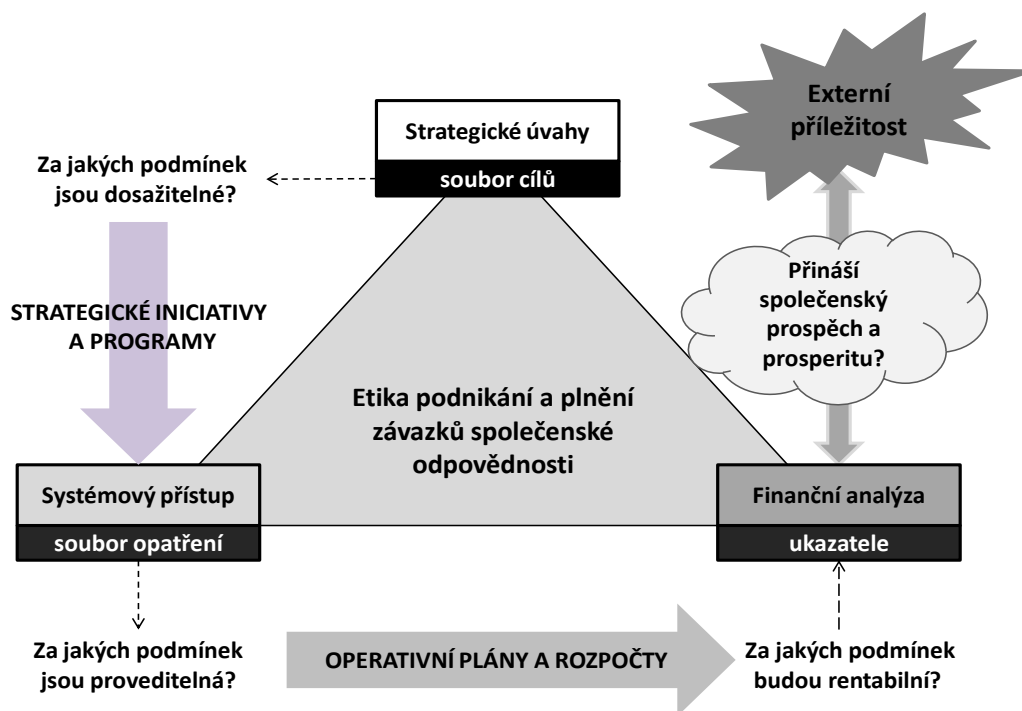 Externí
příležitost
Strategické úvahy
soubor cílů
Za jakých podmínek
jsou dosažitelné?
Přináší
společenský
prospěch a
prosperitu?
STRATEGICKÉ INICIATIVY
A PROGRAMY
Etika podnikání a plnění
závazků společenské
odpovědnosti
Systémový přístup
soubor opatření
Finanční analýza
ukazatele
Za jakých podmínek
jsou proveditelná?
OPERATIVNÍ PLÁNY A ROZPOČTY
Za jakých podmínek
budou rentabilní?